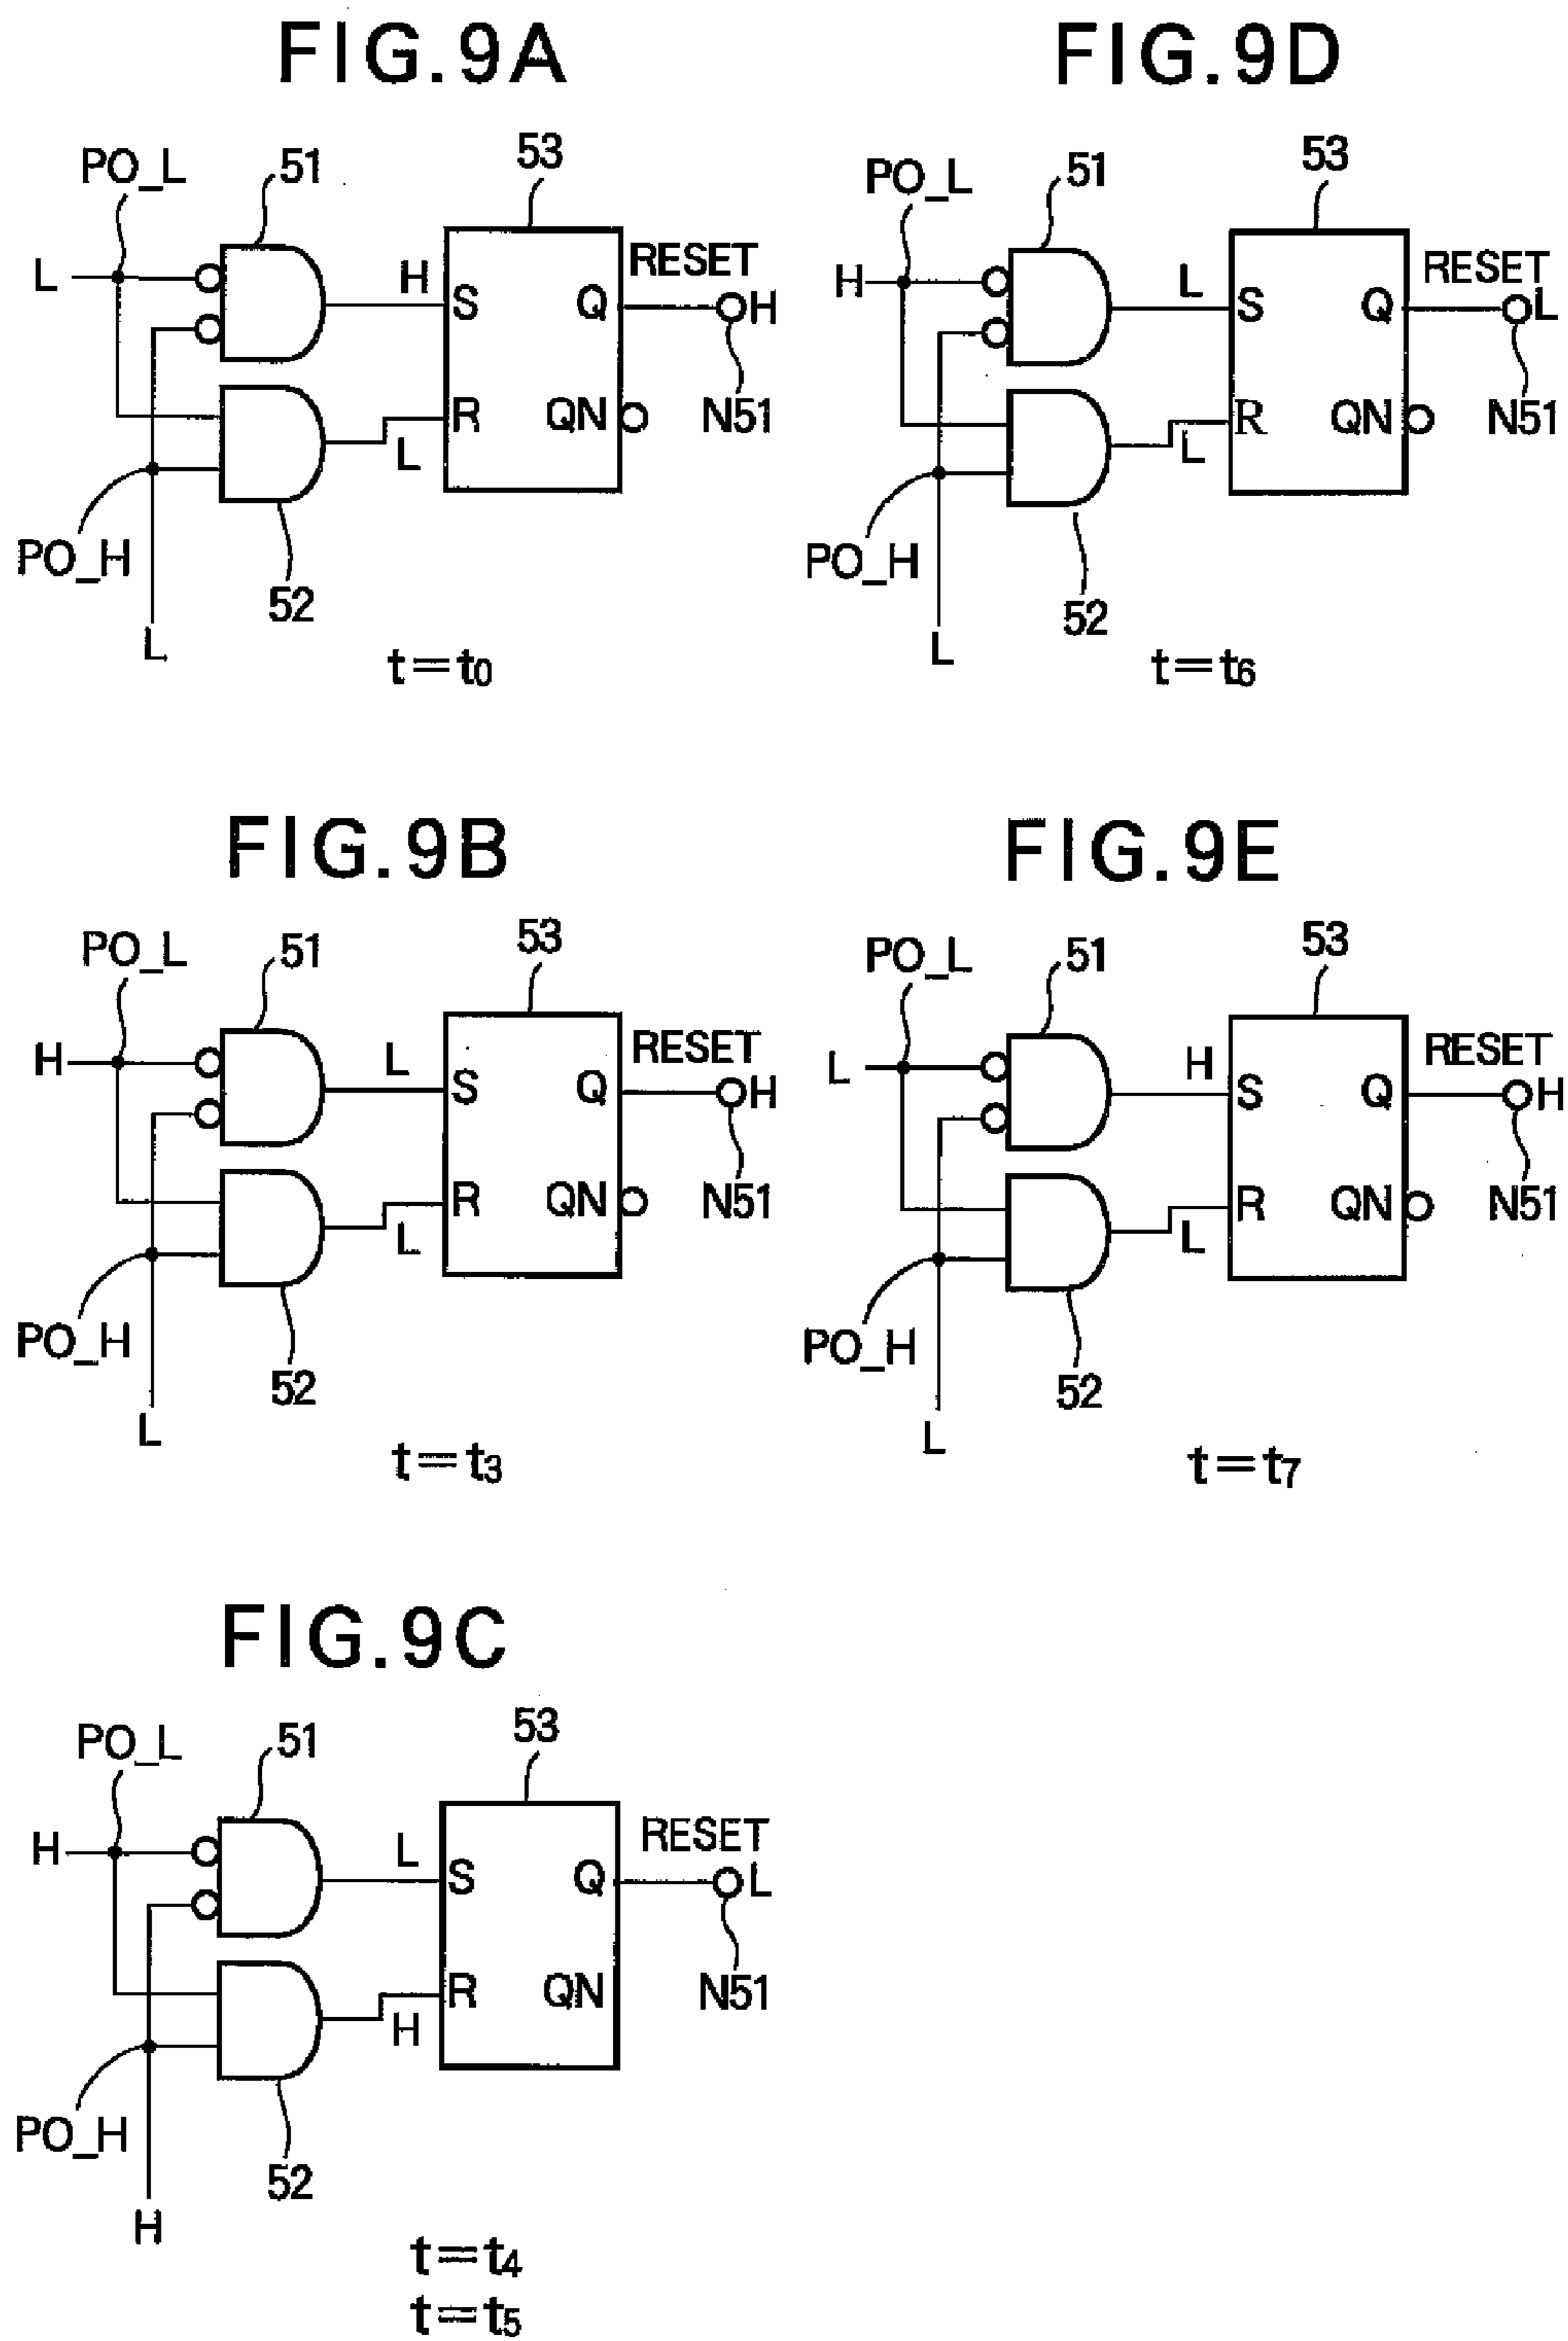 FIG.9A
PO_L
51
53
L
H
S
Q
RESET
H
R
QN
N51
L
PO_H
52
L
t=t0
FIG.9D
PO_L
51
53
H
L
S
Q
RESET
L
R
QN
N51
L
PO_H
52
L
t=t6
FIG.9B
PO_L
51
53
H
L
S
Q
RESET
H
R
QN
N51
L
PO_H
52
L
t=t3
FIG.9E
PO_L
51
53
L
H
S
Q
RESET
H
R
QN
N51
L
PO_H
52
L
t=t7
FIG.9C
PO_L
51
53
H
L
S
Q
RESET
L
R
QN
N51
H
PO_H
52
H
t=t4
t=t5